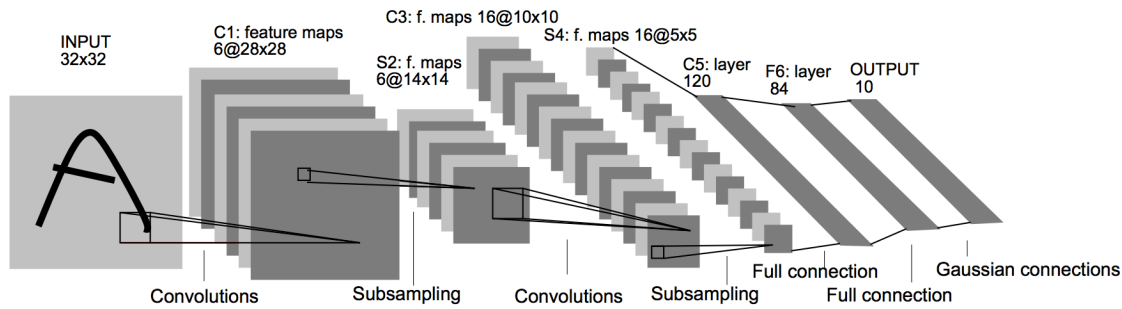 INPUT
32x32
C1: feature maps
6@28x28
S2: f. maps
6@14x14
C3: f. maps 16@10x10
S4: f. maps 16@5x5
C5: layer
120
F6: layer
84
OUTPUT
10
Convolutions
Subsampling
Convolutions
Subsampling
Full connection
Full connection
Gaussian connections